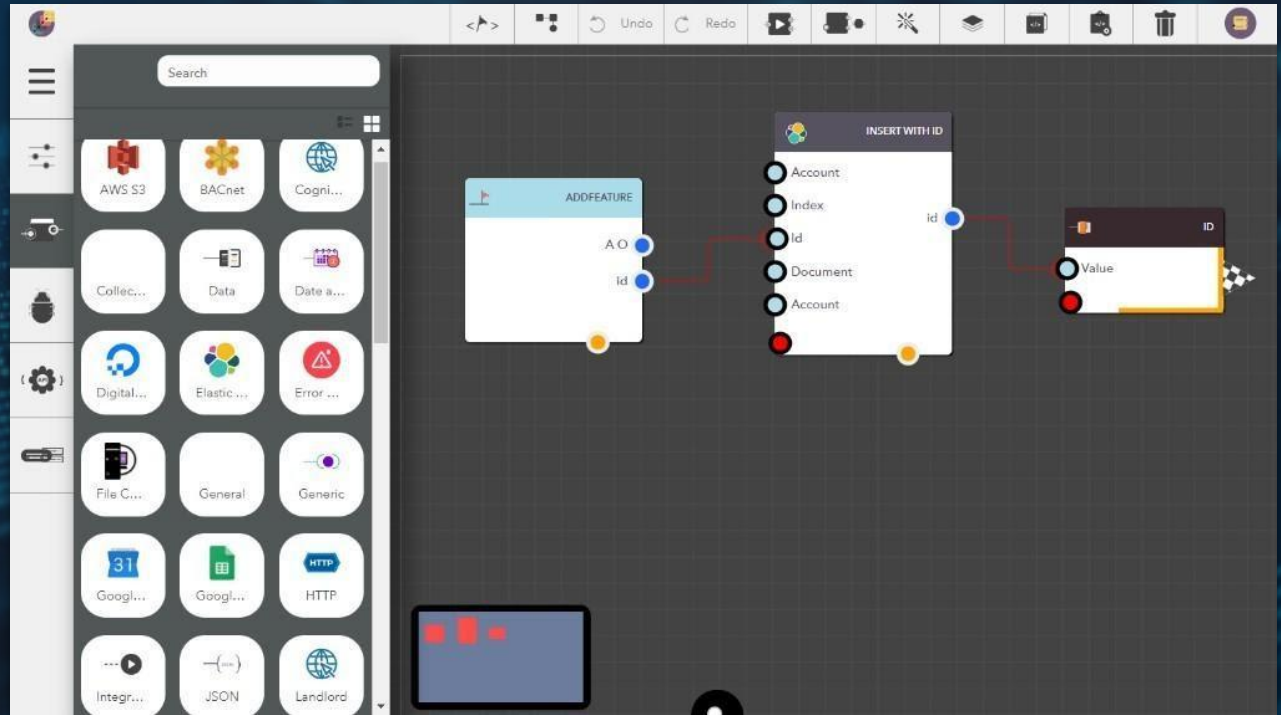 Undo
Redo
Search
AWS S3
BACnet
Cogni...
Collec...
Data
Date a...
Digital...
Elastic ...
Error ...
File C...
General
Generic
31
HTTP
Googl...
Googl...
HTTP
Integr...
JSON
Landlord
ADDFEATURE
A O
id
INSERT WITH ID
Account
Index
id
Id
Document
Account
ID
Value